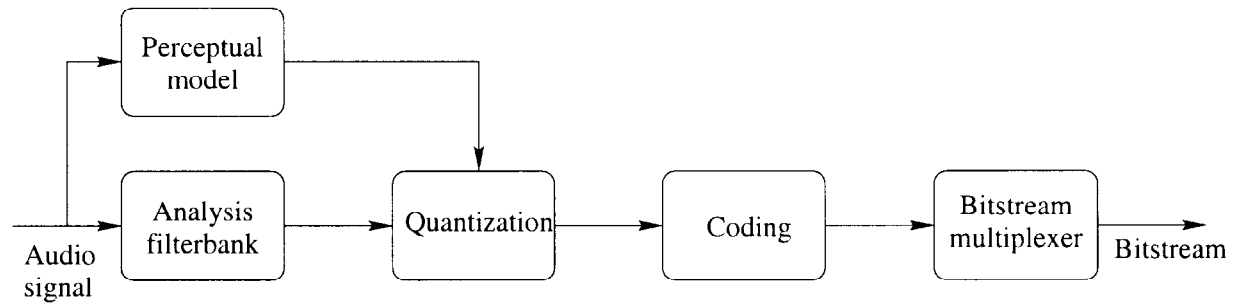 Perceptual
model
Audio
signal
Analysis
filterbank
Quantization
Coding
Bitstream
multiplexer
Bitstream